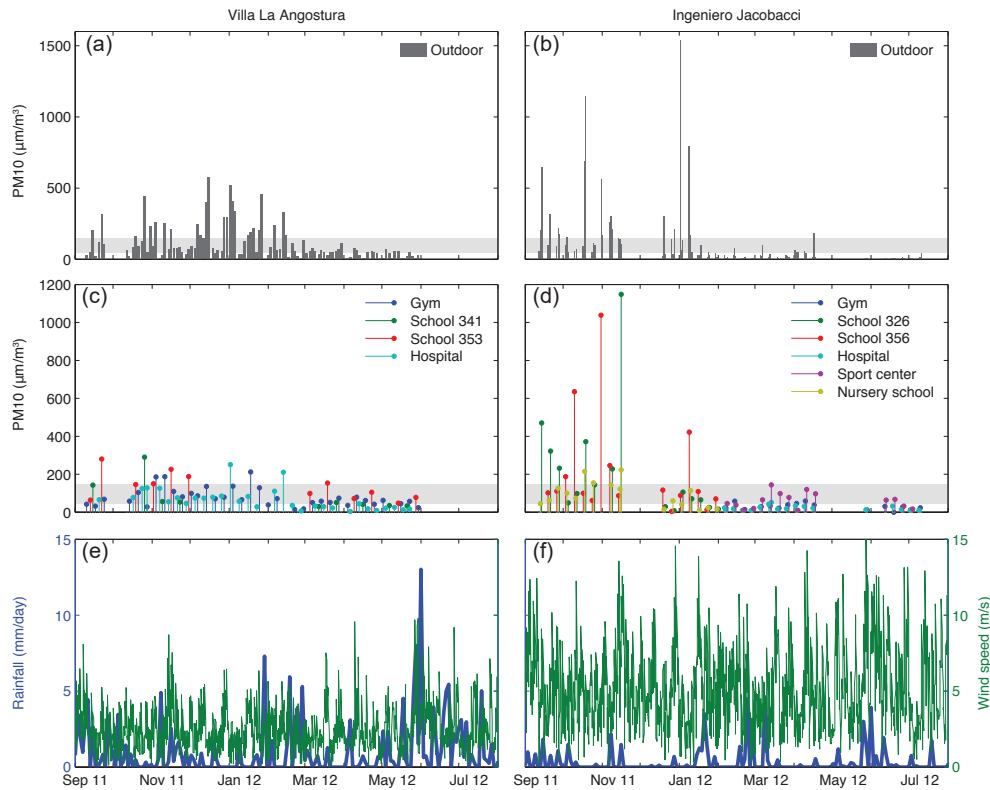 Villa La Angostura
Ingeniero Jacobacci
(a)
Outdoor
(b)
Outdoor
PM10 (µm/m³)
1500
1000
500
0
(c)
Gym
School 341
School 353
Hospital
(d)
Gym
School 326
School 356
Hospital
Sport center
Nursery school
PM10 (µm/m³)
1200
1000
800
600
400
200
0
(e)
(f)
Rainfall (mm/day)
15
10
5
0
15
10
5
0
Wind speed (m/s)
Sep 11 Nov 11 Jan 12 Mar 12 May 12 Jul 12
Sep 11 Nov 11 Jan 12 Mar 12 May 12 Jul 12